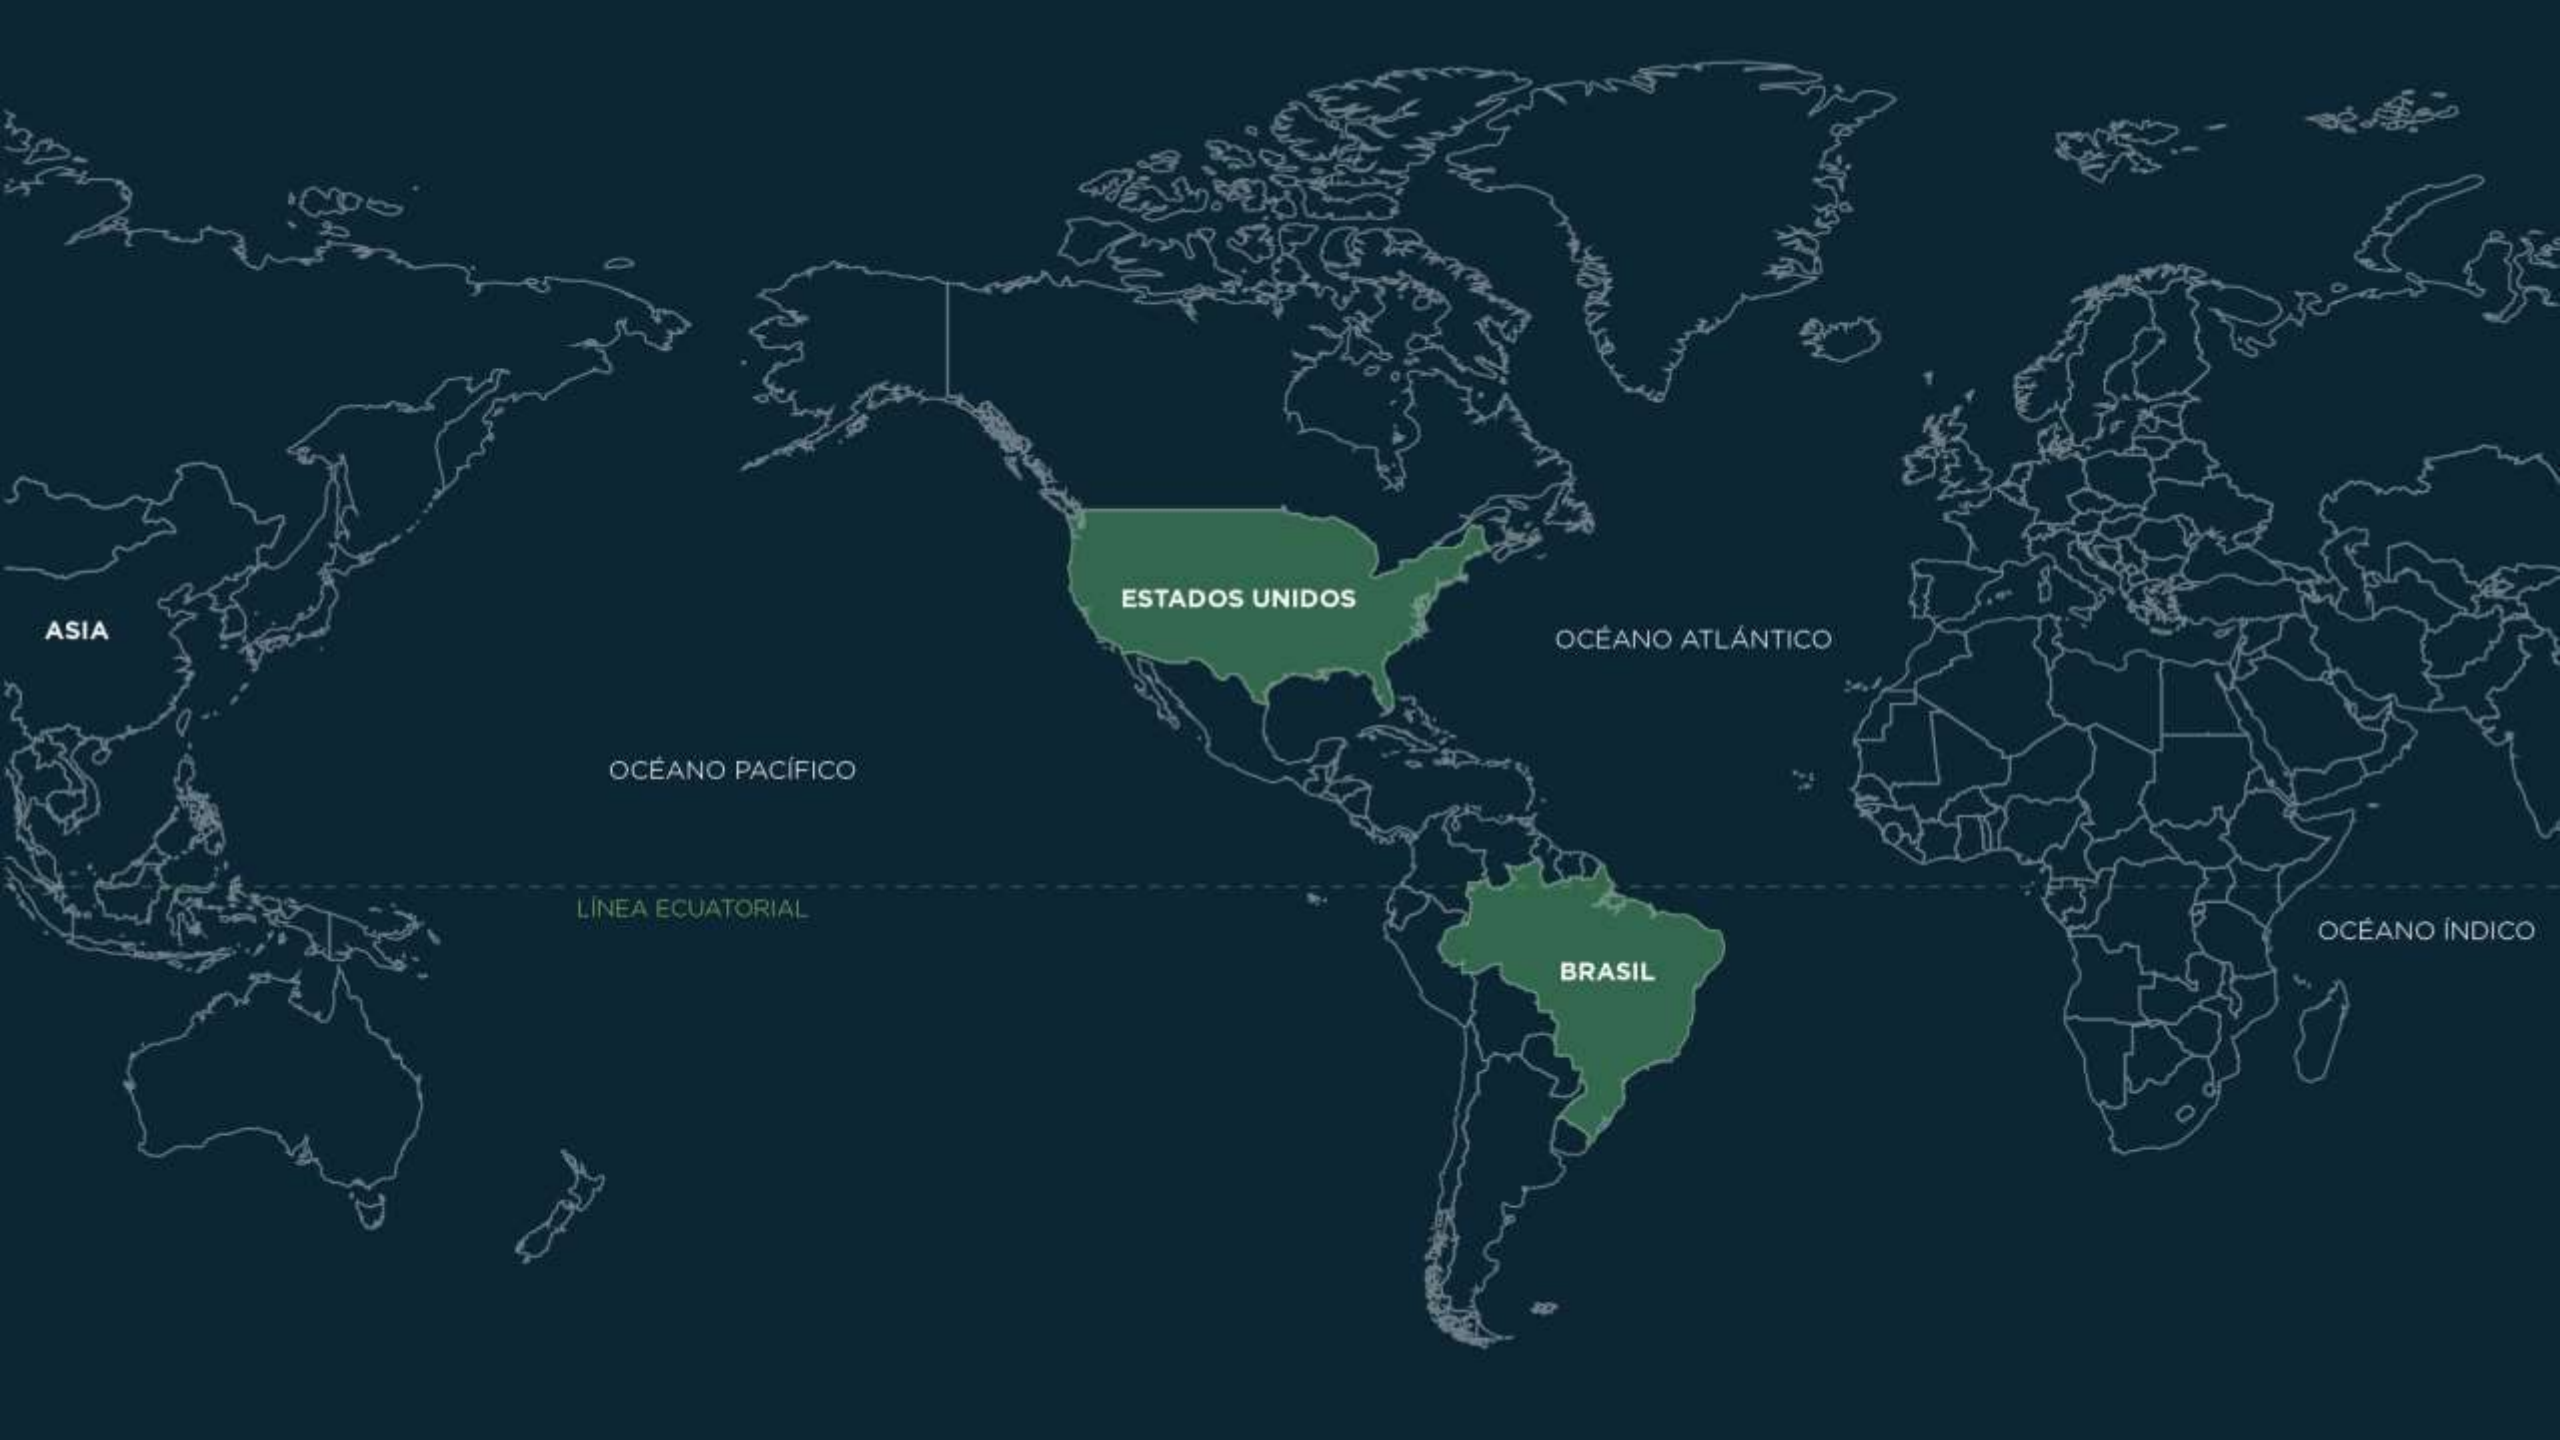 ESTADOS UNIDOS
ASIA
OCÉANO ATLÁNTICO
OCÉANO PACÍFICO
LÍNEA ECUATORIAL
OCÉANO ÍNDICO
BRASIL